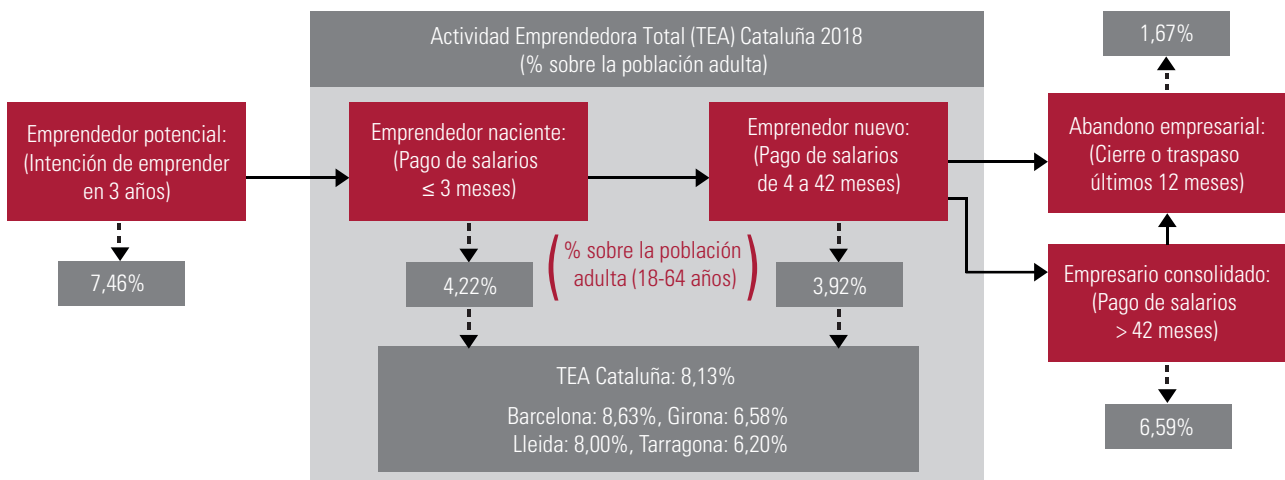 Actividad Emprendedora Total (TEA) Cataluña 2018
(% sobre la población adulta)
1,67%
Emprendedor potencial:
(Intención de emprender
en 3 años)
Emprendedor naciente:
(Pago de salarios
≤ 3 meses)
Emprenedor nuevo:
(Pago de salarios
de 4 a 42 meses)
Abandono empresarial:
(Cierre o traspaso
últimos 12 meses)
7,46%
4,22%
(% sobre la población
adulta (18-64 años))
3,92%
Empresario consolidado:
(Pago de salarios
> 42 meses)
TEA Cataluña: 8,13%
Barcelona: 8,63%, Girona: 6,58%
Lleida: 8,00%, Tarragona: 6,20%
6,59%